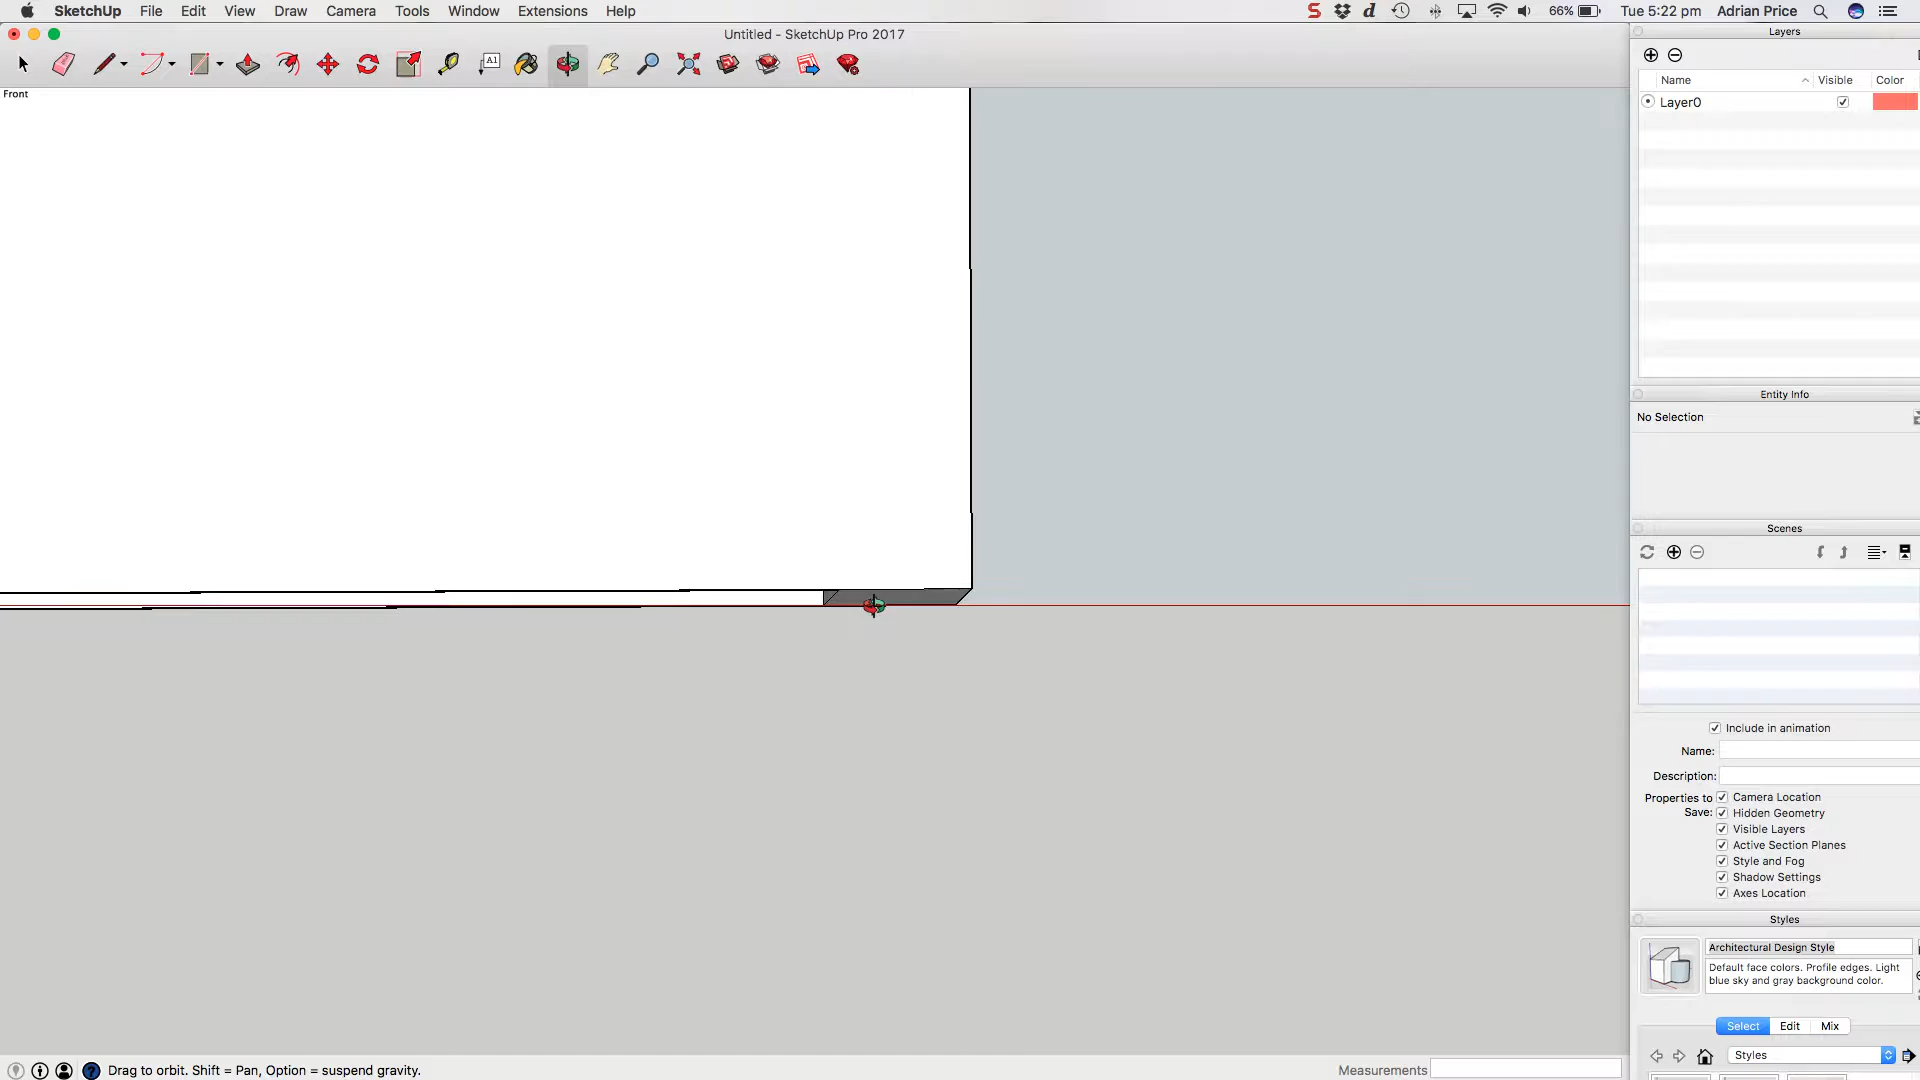 SketchUp File Edit View Draw Camera Tools Window Extensions Help
66% Tue 5:22 pm Adrian Price
Untitled - SketchUp Pro 2017
A1
Front
Layers
Name Visible Color
Layer0
Entity Info
No Selection
Scenes
Include in animation
Name:
Description:
Properties to Save:
Camera Location
Hidden Geometry
Visible Layers
Active Section Planes
Style and Fog
Shadow Settings
Axes Location
Styles
Architectural Design Style
Default face colors. Profile edges. Light
blue sky and gray background color.
Select Edit Mix
Styles
Drag to orbit. Shift = Pan, Option = suspend gravity.
Measurements